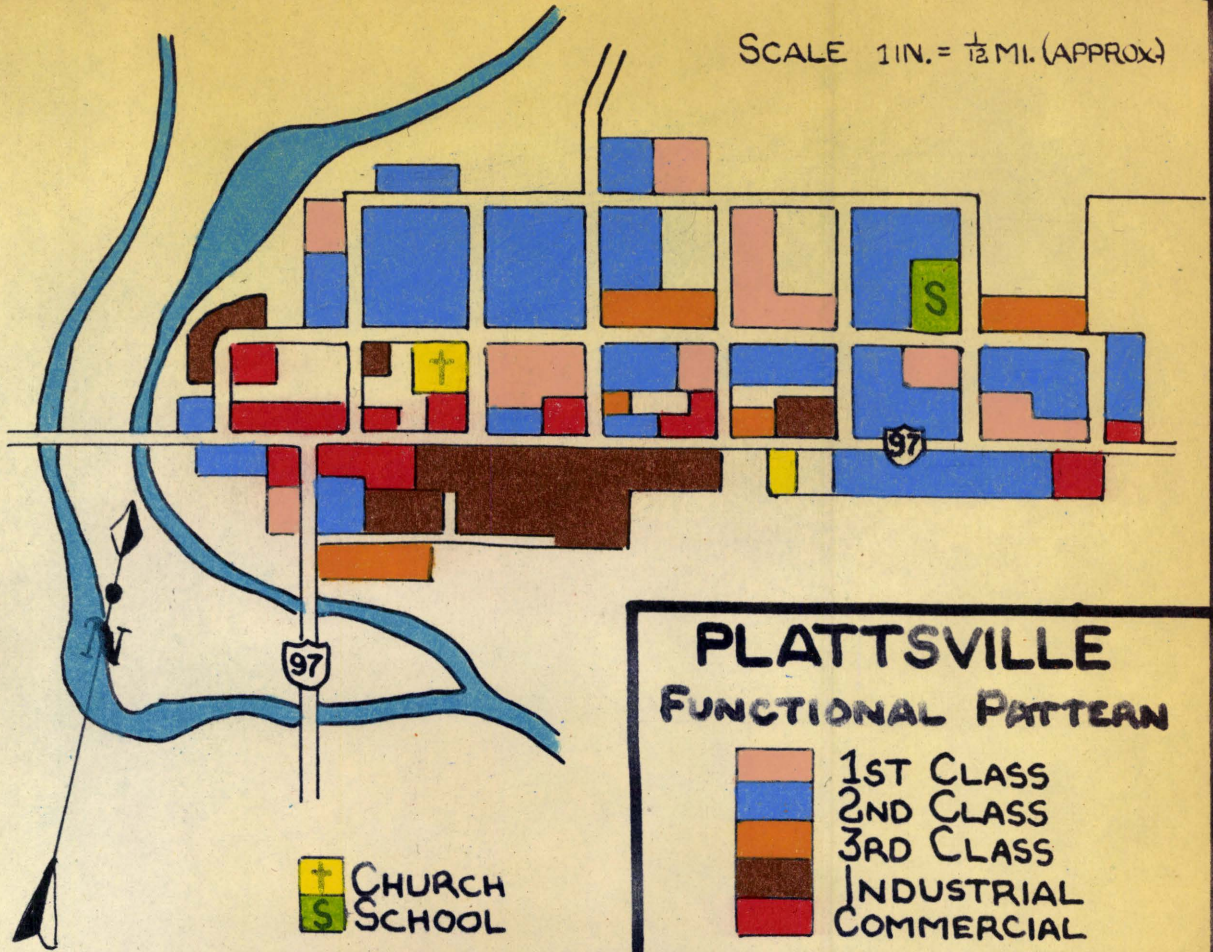 SCALE 1 IN. = 1/12 MI. (APPROX)
S
†
97
N
97
PLATTSVILLE
FUNCTIONAL PATTERN
1ST CLASS
2ND CLASS
3RD CLASS
INDUSTRIAL
COMMERCIAL
† CHURCH
S SCHOOL